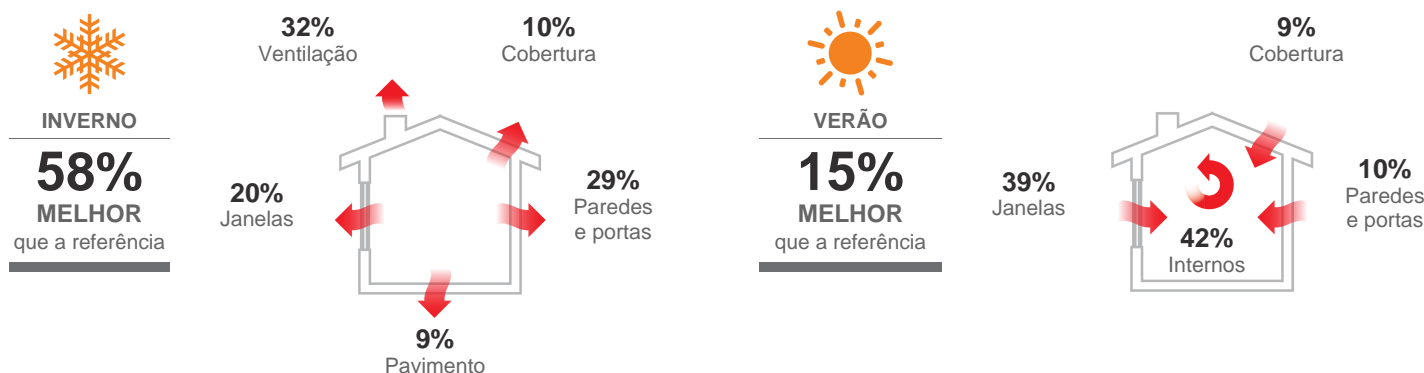 INVERNO
58%
MELHOR
que a referência
32%
Ventilação
10%
Cobertura
20%
Janelas
29%
Paredes
e portas
9%
Pavimento
VERÃO
15%
MELHOR
que a referência
9%
Cobertura
39%
Janelas
10%
Paredes
e portas
42%
Internos